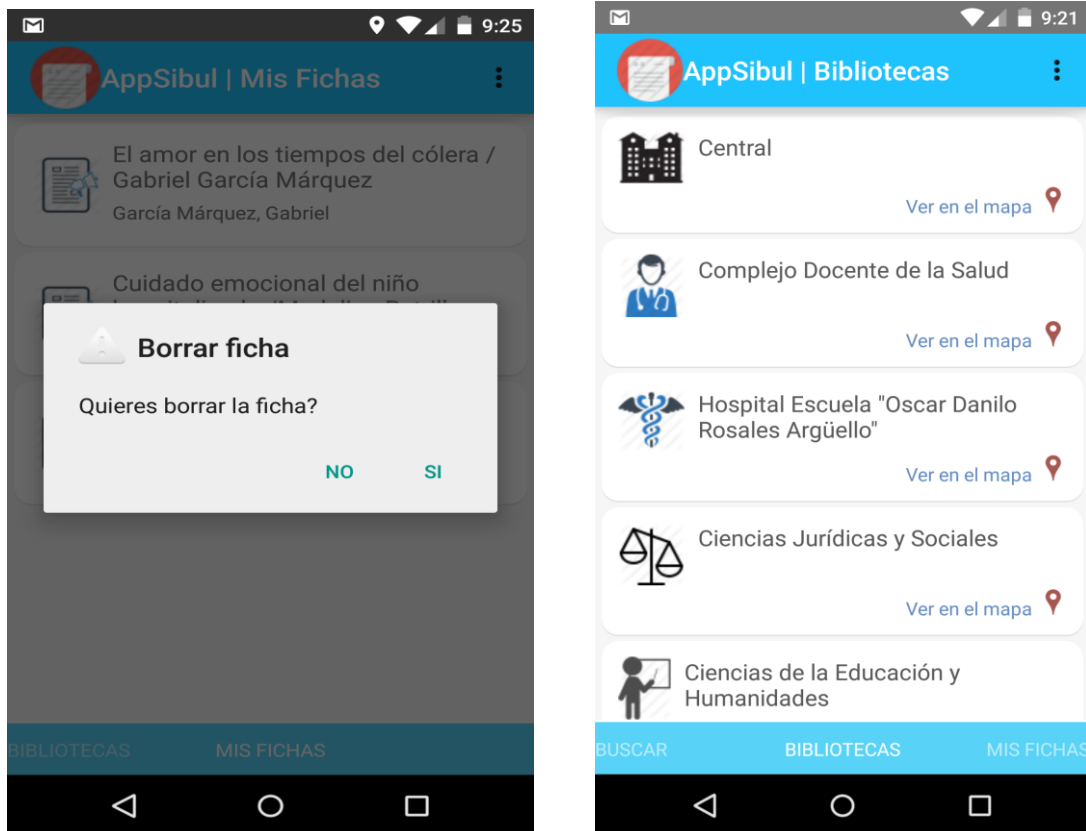 9:25
AppSibul | Mis Fichas
El amor en los tiempos del cólera /
Gabriel García Márquez
García Márquez, Gabriel
Cuidado emocional del niño
Borrar ficha
Quieres borrar la ficha?
NO SI
BIBLIOTECAS MIS FICHAS
9:21
AppSibul | Bibliotecas
Central
Ver en el mapa
Complejo Docente de la Salud
Ver en el mapa
Hospital Escuela "Oscar Danilo
Rosales Argüello"
Ver en el mapa
Ciencias Jurídicas y Sociales
Ver en el mapa
Ciencias de la Educación y
Humanidades
BUSCAR BIBLIOTECAS MIS FICHAS